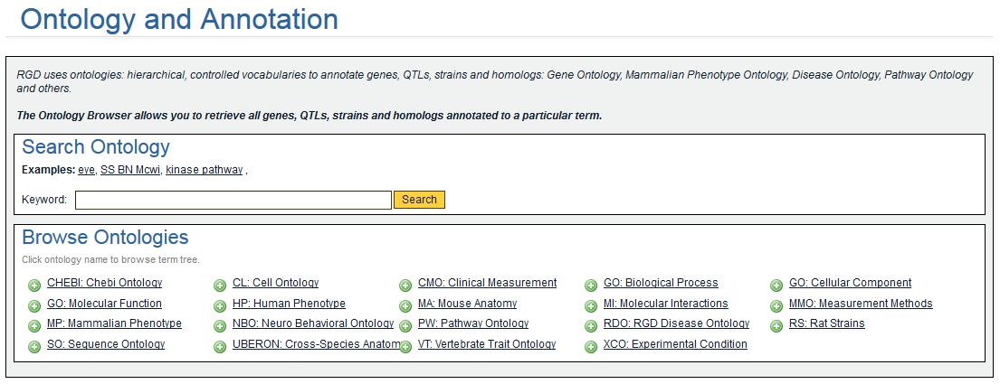 Ontology and Annotation
RGD uses ontologies: hierarchical, controlled vocabularies to annotate genes, QTLs, strains and homologs: Gene Ontology, Mammalian Phenotype Ontology, Disease Ontology, Pathway Ontology
and others.
The Ontology Browser allows you to retrieve all genes, QTLs, strains and homologs annotated to a particular term.
Search Ontology
Examples: eye, SS BN Mcwi, kinase pathway ,
Keyword: Search
Browse Ontologies
Click ontology name to browse term tree.
CHEBI: Chebi Ontology CL: Cell Ontology CMO: Clinical Measurement GO: Biological Process GO: Cellular Component
GO: Molecular Function HP: Human Phenotype MA: Mouse Anatomy MI: Molecular Interactions MMO: Measurement Methods
MP: Mammalian Phenotype NBO: Neuro Behavioral Ontology PW: Pathway Ontology RDO: RGD Disease Ontology RS: Rat Strains
SO: Sequence Ontology UBERON: Cross-Species Anatom VT: Vertebrate Trait Ontology XCO: Experimental Condition